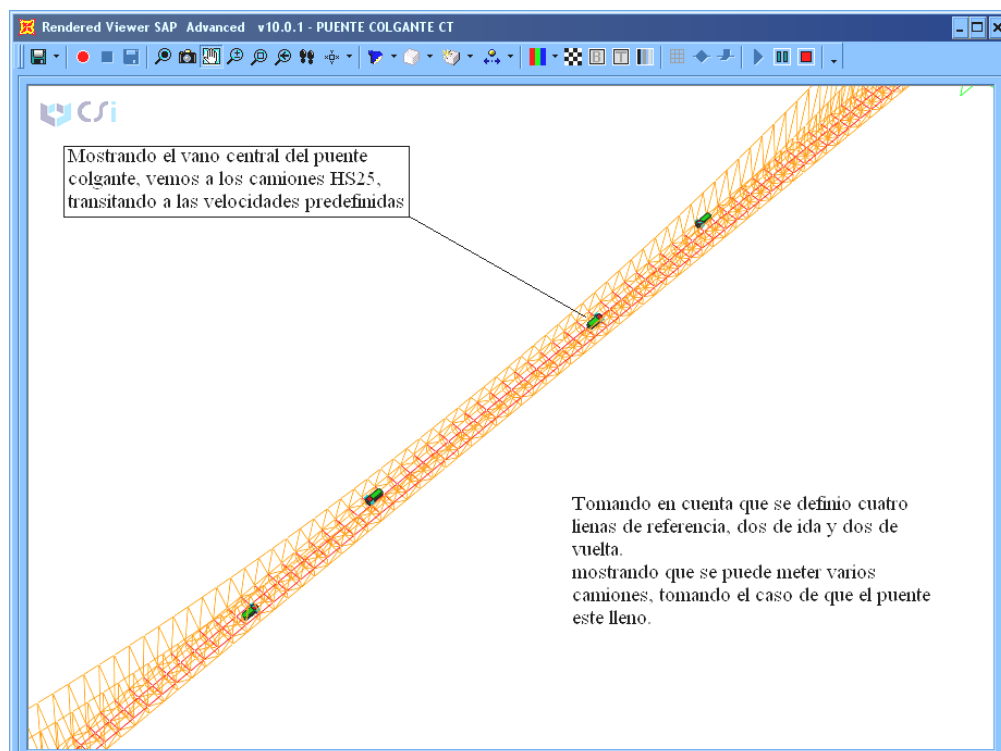 Rendered Viewer SAP Advanced v10.0.1 - PUENTE COLGANTE CT
B T
CSi
Mostrando el vano central del puente
colgante, vemos a los camiones HS25,
transitando a las velocidades predefinidas
Tomando en cuenta que se definio cuatro
lienas de referencia, dos de ida y dos de
vuelta.
mostrando que se puede meter varios
camiones, tomando el caso de que el puente
este lleno.